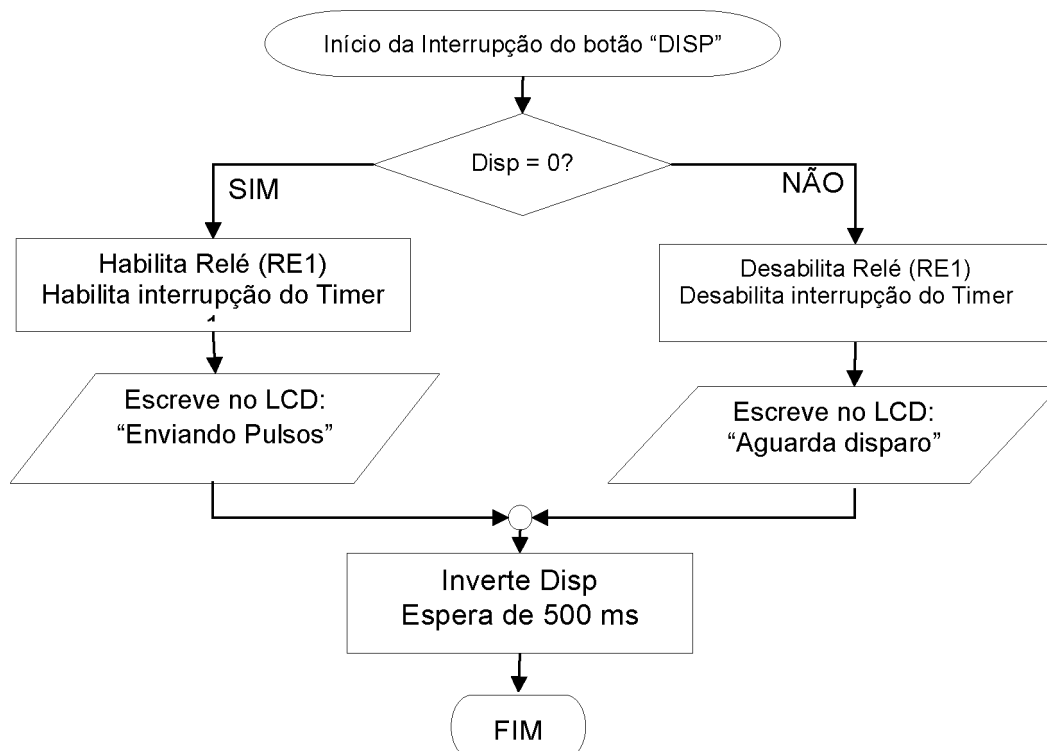 Início da Interrupção do botão “DISP”
Disp = 0?
SIM
NÃO
Habilita Relé (RE1)
Habilita interrupção do Timer
Desabilita Relé (RE1)
Desabilita interrupção do Timer
Escreve no LCD:
“Enviando Pulsos”
Escreve no LCD:
“Aguarda disparo”
Inverte Disp
Espera de 500 ms
FIM